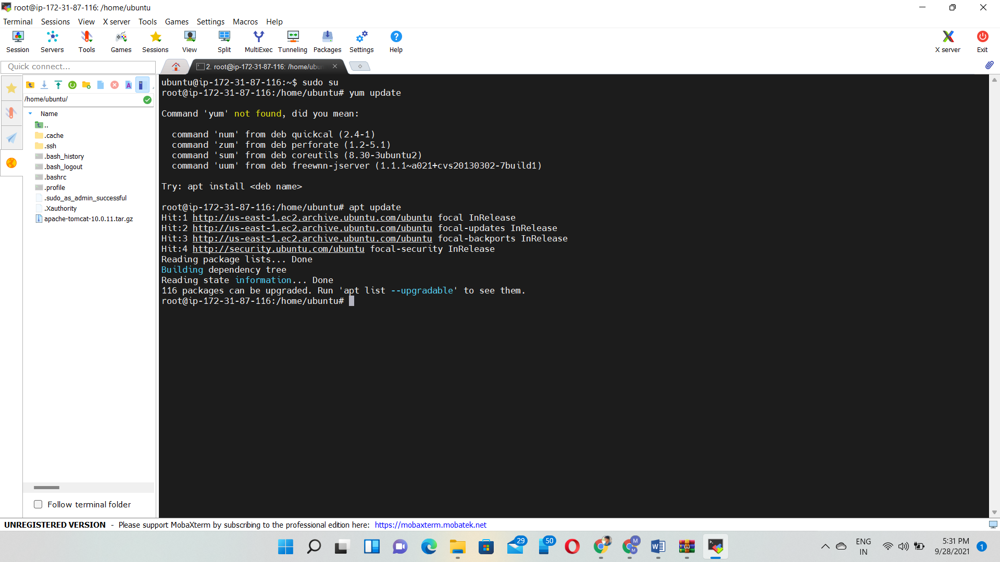 root@ip-172-31-87-116: /home/ubuntu
Terminal Sessions View X server Tools Games Settings Macros Help
Session Servers Tools Games Sessions View Split MultiExec Tunneling Packages Settings Help X server Exit
Quick connect...
2. root@ip-172-31-87-116: /home/ubun
/home/ubuntu/
Name
..
.cache
.ssh
.bash_history
.bash_logout
.bashrc
.profile
.sudo_as_admin_successful
.Xauthority
apache-tomcat-10.0.11.tar.gz
Follow terminal folder
ubuntu@ip-172-31-87-116:~$ sudo su
root@ip-172-31-87-116:/home/ubuntu# yum update
Command 'yum' not found, did you mean:
command 'num' from deb quickcal (2.4-1)
command 'zum' from deb perforate (1.2-5.1)
command 'sum' from deb coreutils (8.30-3ubuntu2)
command 'uum' from deb freewnn-jserver (1.1.1~a021+cvs20130302-7build1)
Try: apt install <deb name>
root@ip-172-31-87-116:/home/ubuntu# apt update
Hit:1 http://us-east-1.ec2.archive.ubuntu.com/ubuntu focal InRelease
Hit:2 http://us-east-1.ec2.archive.ubuntu.com/ubuntu focal-updates InRelease
Hit:3 http://us-east-1.ec2.archive.ubuntu.com/ubuntu focal-backports InRelease
Hit:4 http://security.ubuntu.com/ubuntu focal-security InRelease
Reading package lists... Done
Building dependency tree
Reading state information... Done
116 packages can be upgraded. Run 'apt list --upgradable' to see them.
root@ip-172-31-87-116:/home/ubuntu#
UNREGISTERED VERSION - Please support MobaXterm by subscribing to the professional edition here: https://mobaxterm.mobatek.net
29 50 M M
ENG
IN
5:31 PM
9/28/2021
1